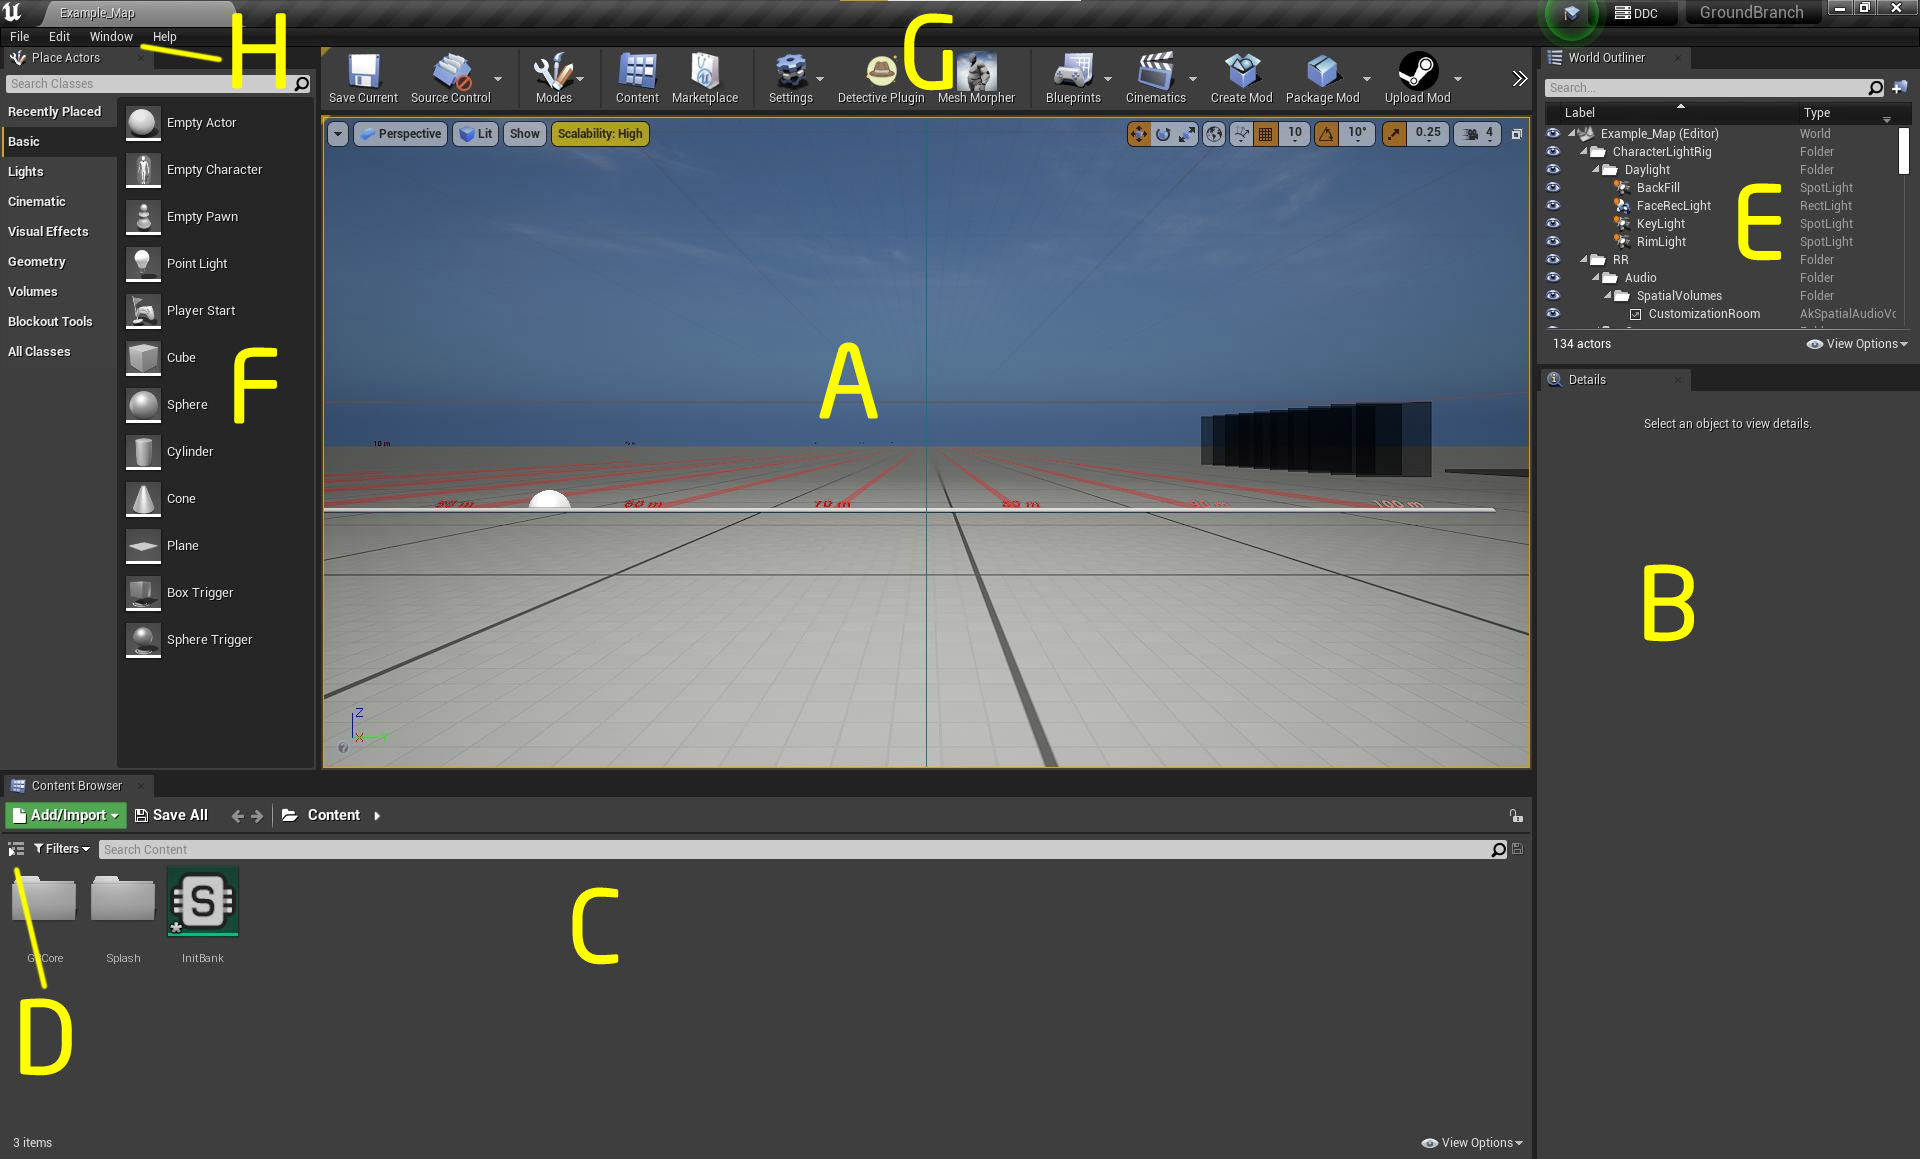 Example_Map
DDC
GroundBranch
File Edit Window Help
H
G
Place Actors
Search Classes
Recently Placed
Basic
Lights
Cinematic
Visual Effects
Geometry
Volumes
Blockout Tools
All Classes
Empty Actor
Empty Character
Empty Pawn
Point Light
Player Start
Cube
Sphere
Cylinder
Cone
Plane
Box Trigger
Sphere Trigger
F
Save Current
Source Control
Modes
Content
Marketplace
Settings
Detective Plugin
Mesh Morpher
Blueprints
Cinematics
Create Mod
Package Mod
Upload Mod
Perspective
Lit
Show
Scalability: High
10
10°
0.25
4
A
10 m
70 m
100 m
Z
X
Y
World Outliner
Search...
Label Type
Example_Map (Editor) World
CharacterLightRig Folder
Daylight Folder
BackFill SpotLight
FaceRecLight RectLight
KeyLight SpotLight
RimLight SpotLight
RR Folder
Audio Folder
SpatialVolumes Folder
CustomizationRoom AkSpatialAudioVo
E
134 actors
View Options
Details
Select an object to view details.
B
Content Browser
Add/Import
Save All
Content
Filters
Search Content
GBCore
Splash
S
InitBank
C
D
3 items
View Options